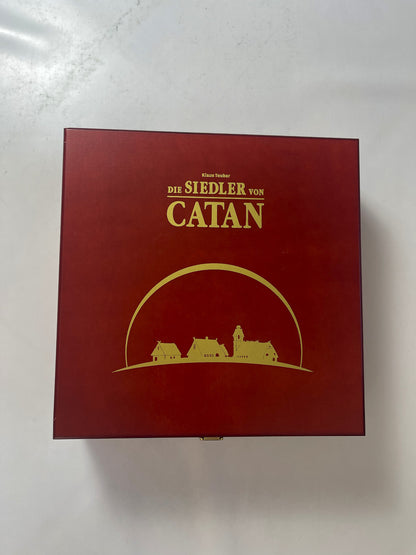 Klaus Teuber
DIE SIEDLER VON
CATAN